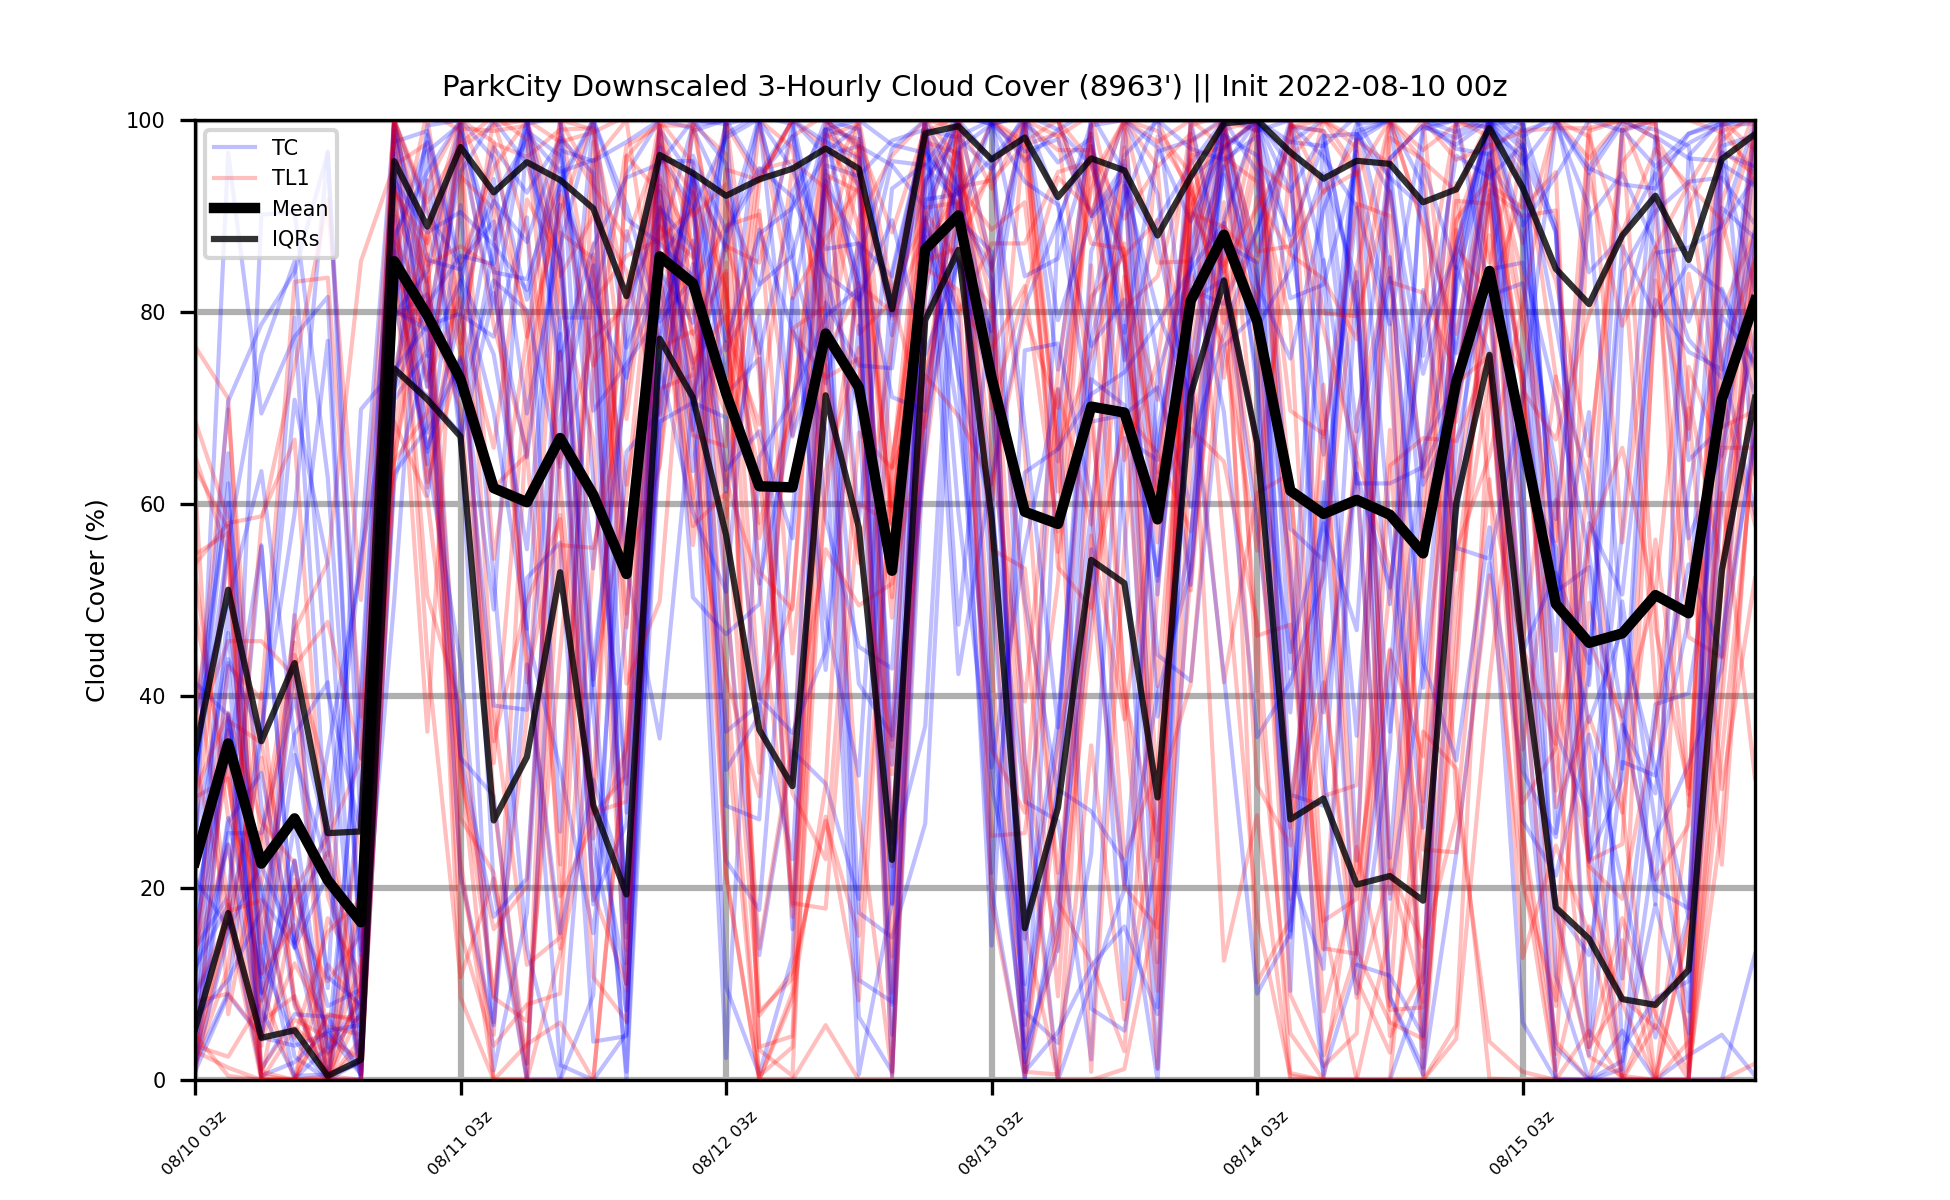 ParkCity Downscaled 3-Hourly Cloud Cover (8963') || Init 2022-08-10 00z
100
80
60
40
20
0
Cloud Cover (%)
TC
TL1
Mean
IQRs
08/10 03z
08/11 03z
08/12 03z
08/13 03z
08/14 03z
08/15 03z